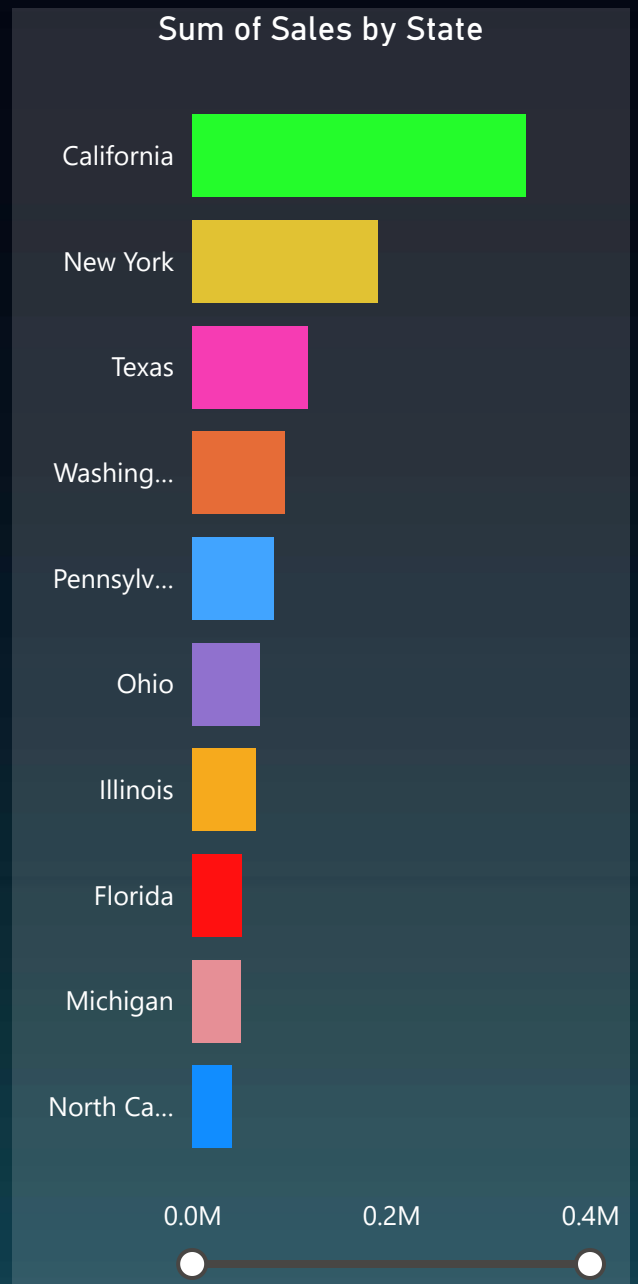 Sum of Sales by State
California
New York
Texas
Washing...
Pennsylv...
Ohio
Illinois
Florida
Michigan
North Ca...
0.0M 0.2M 0.4M